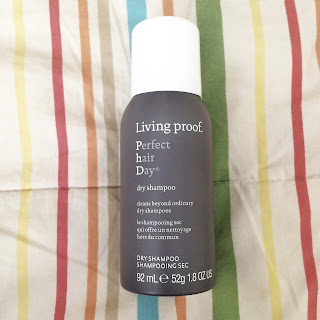 Living proof.
Perfect
hair
Day®
dry shampoo
cleans beyond ordinary
dry shampoos
le shampooing sec
qui offre un nettoyage
hors du commun
DRY SHAMPOO
SHAMPOOING SEC
92 mL e 52g 1.8 OZ US